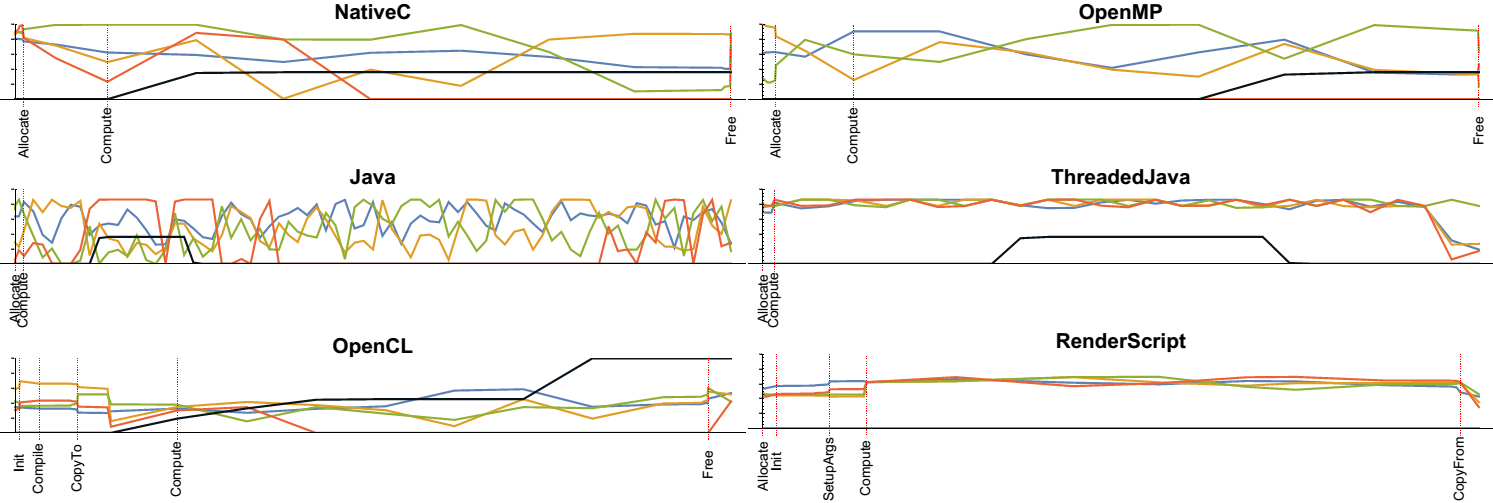 NativeC
Allocate
Compute
Free
OpenMP
Allocate
Compute
Free
Java
Allocate
Compute
ThreadedJava
Allocate
Compute
OpenCL
Init
Compile
CopyTo
Compute
Free
RenderScript
Allocate
Init
SetupArgs
Compute
CopyFrom